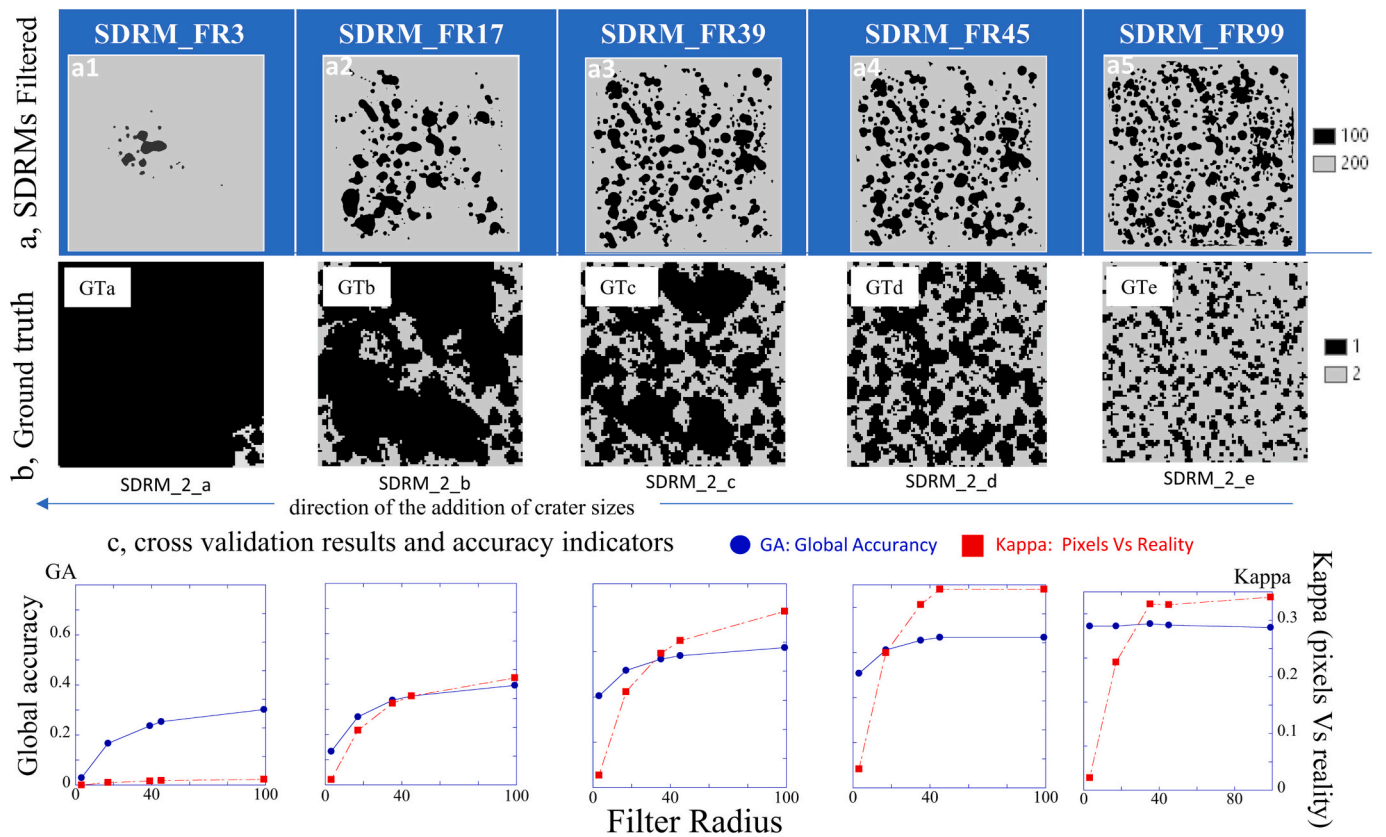 SDRM_FR3 SDRM_FR17 SDRM_FR39 SDRM_FR45 SDRM_FR99
a, SDRMs Filtered
a1 a2 a3 a4 a5
100
200
b, Ground truth
GTa GTb GTc GTd GTe
1
2
SDRM_2_a SDRM_2_b SDRM_2_c SDRM_2_d SDRM_2_e
direction of the addition of crater sizes
c, cross validation results and accuracy indicators
GA: Global Accurancy
Kappa: Pixels Vs Reality
GA
Kappa
Global accuracy
0.6
0.4
0.2
0
Kappa (pixels Vs reality)
0.3
0.2
0.1
0
0 40 100
0 40 100
0 40 100
0 40 100
0 40 80
Filter Radius